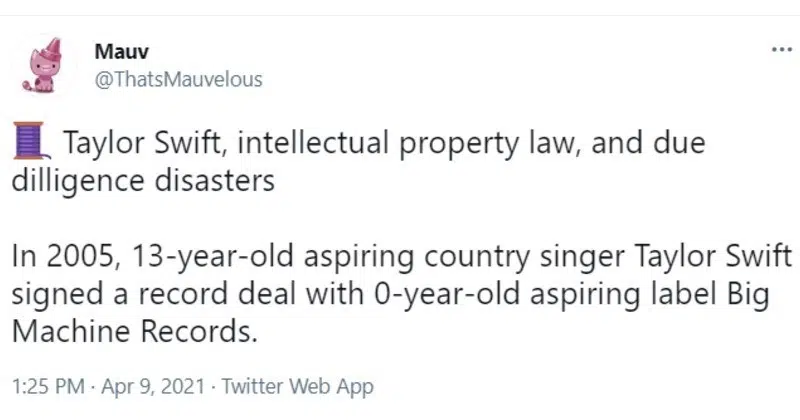 Mauv
@ThatsMauvelous
🧵 Taylor Swift, intellectual property law, and due
dilligence disasters
In 2005, 13-year-old aspiring country singer Taylor Swift
signed a record deal with 0-year-old aspiring label Big
Machine Records.
1:25 PM · Apr 9, 2021 · Twitter Web App